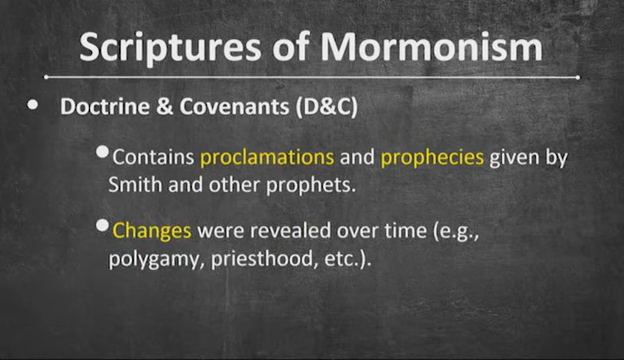 Scriptures of Mormonism
• Doctrine & Covenants (D&C)
•Contains proclamations and prophecies given by
Smith and other prophets.
•Changes were revealed over time (e.g.,
polygamy, priesthood, etc.).